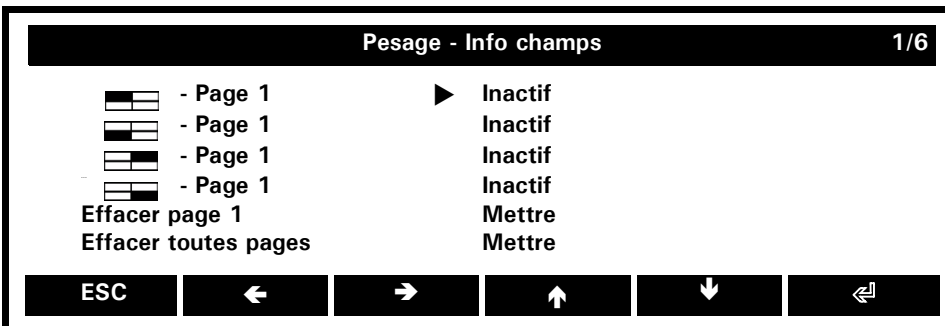 Pesage - Info champs 1/6
- Page 1 ▶ Inactif
- Page 1 Inactif
- Page 1 Inactif
- Page 1 Inactif
Effacer page 1 Mettre
Effacer toutes pages Mettre
ESC